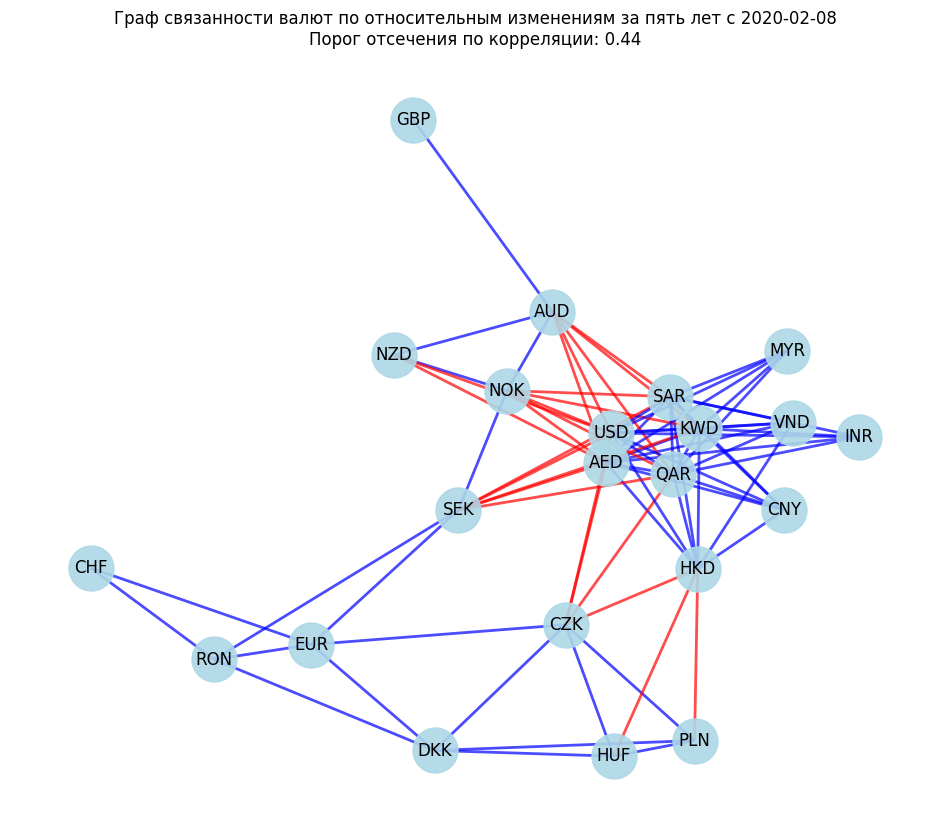 Граф связанности валют по относительным изменениям за пять лет с 2020-02-08
Порог отсечения по корреляции: 0.44
GBP
AUD
NZD
MYR
NOK
SAR
USD
KWD
VND
INR
AED
QAR
SEK
CNY
CHF
HKD
CZK
EUR
RON
DKK
HUF
PLN